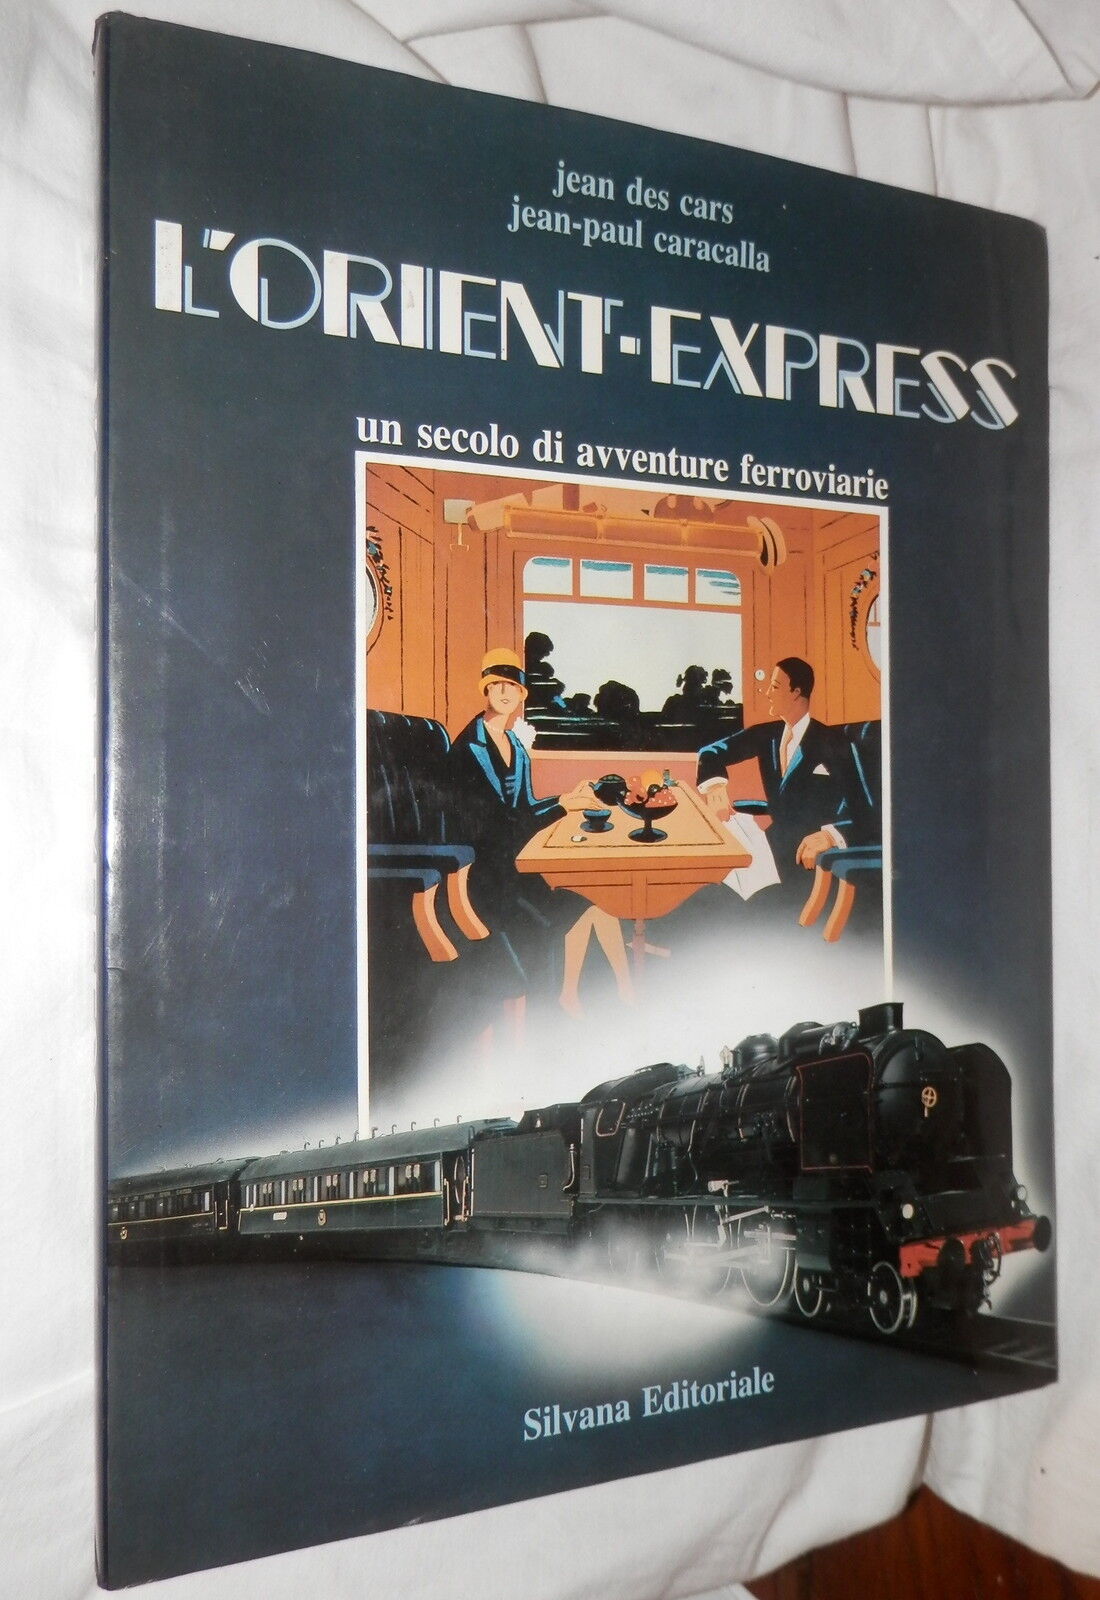 jean des cars
jean-paul caracalla
L'ORIENT-EXPRESS
un secolo di avventure ferroviarie
Silvana Editoriale